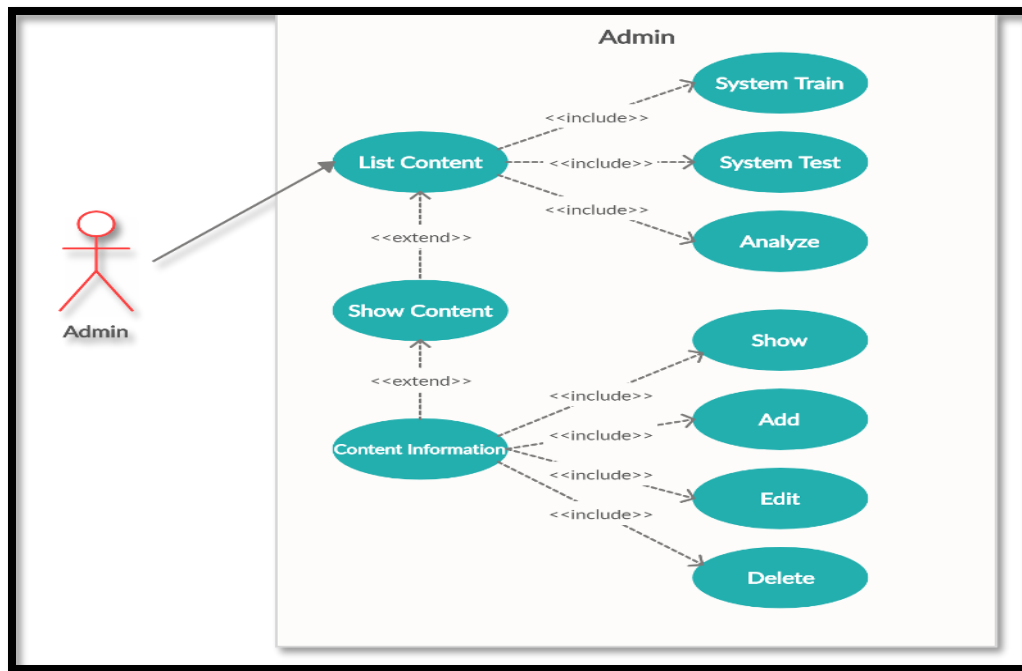 Admin
System Train
<<include>>
List Content
<<include>>
System Test
<<include>>
Analyze
<<extend>>
Show Content
Admin
Show
<<extend>>
<<include>>
Add
<<include>>
Content Information
<<include>>
Edit
<<include>>
Delete